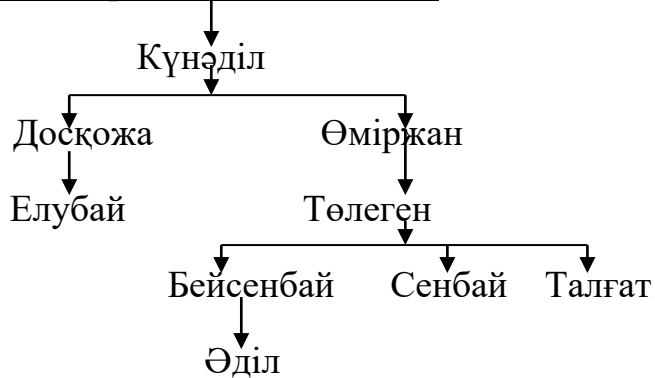 Күнәділ
Досқожа Өміржан
Елубай Төлеген
Бейсенбай Сенбай Талғат
Әділ